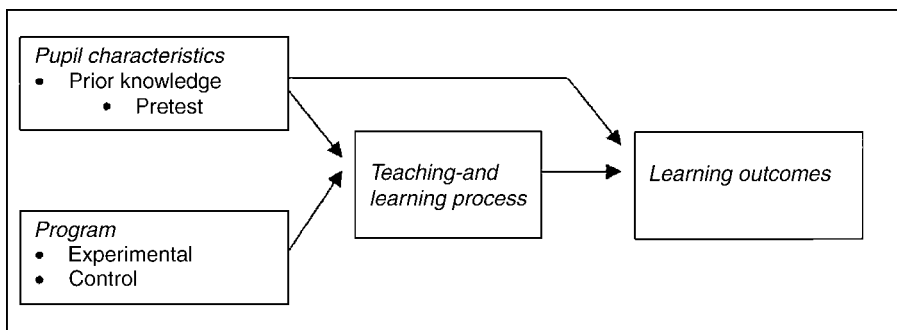 Pupil characteristics
• Prior knowledge
• Pretest
Teaching-and
learning process
Learning outcomes
Program
• Experimental
• Control